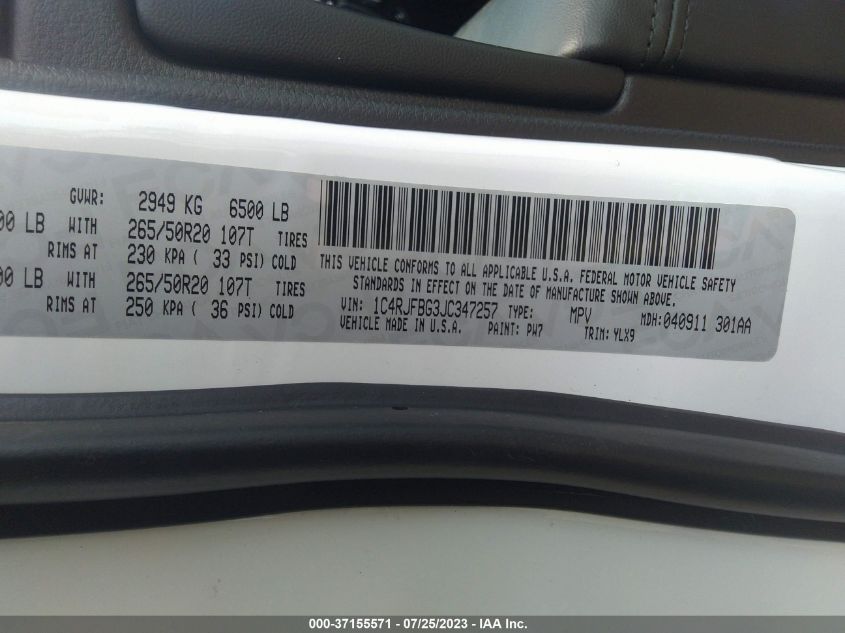 GVWR: 2949 KG 6500 LB
00 LB WITH 265/50R20 107T TIRES
RIMS AT 230 KPA ( 33 PSI) COLD
00 LB WITH 265/50R20 107T TIRES
RIMS AT 250 KPA ( 36 PSI) COLD
THIS VEHICLE CONFORMS TO ALL APPLICABLE U.S.A. FEDERAL MOTOR VEHICLE SAFETY
STANDARDS IN EFFECT ON THE DATE OF MANUFACTURE SHOWN ABOVE.
VIN: 1C4RJFBG3JC347257 TYPE: MPV MDH:040911 301AA
VEHICLE MADE IN U.S.A. PAINT: PW7 TRIM: YLX9
000-37155571 - 07/25/2023 - IAA, Inc.